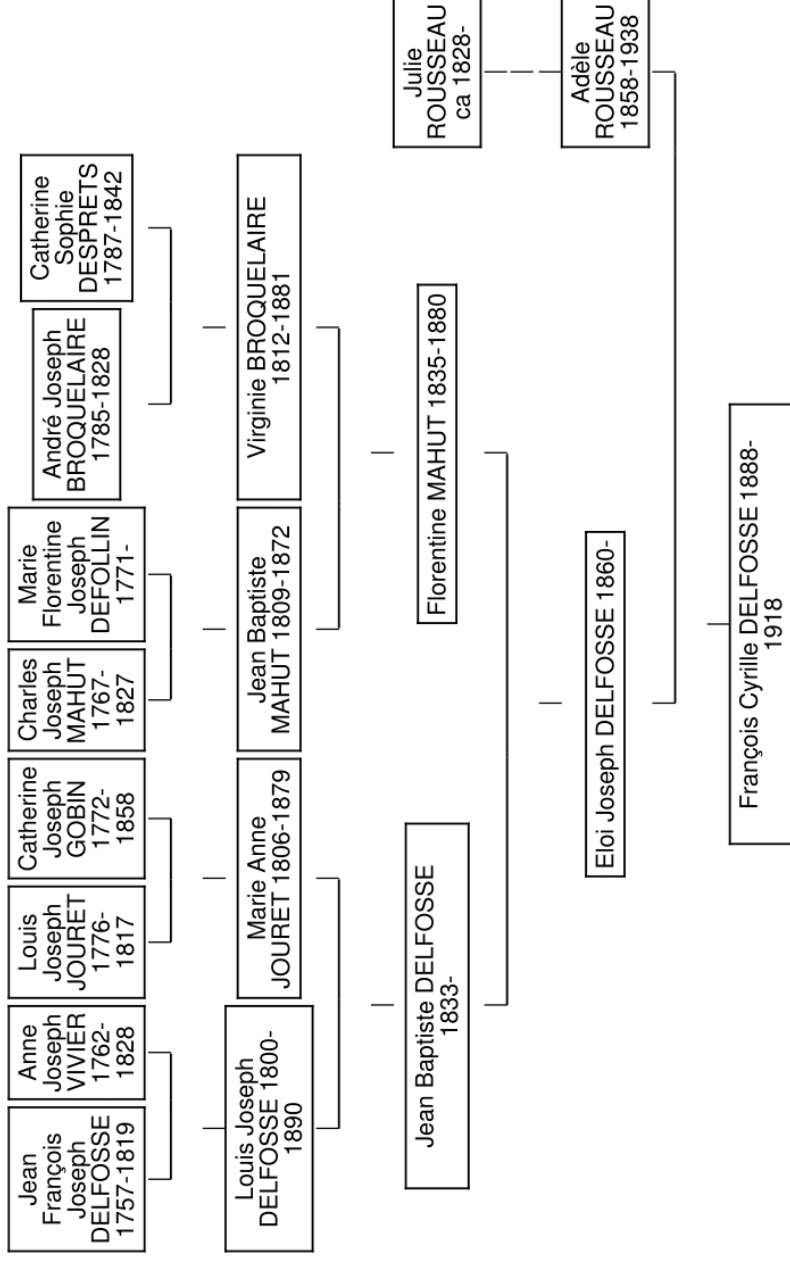 Jean
François
Joseph
DELFOSSE
1757-1819
Anne
Joseph
VIVIER
1762-
1828
Louis
Joseph
JOURET
1776-
1817
Catherine
Joseph
GOBIN
1772-
1858
Charles
Joseph
MAHUT
1767-
1827
Marie
Florentine
Joseph
DEFOLLIN
1771-
André Joseph
BROQUELAIRE
1785-1828
Catherine
Sophie
DESPRETS
1787-1842
Louis Joseph
DELFOSSE 1800-
1890
Marie Anne
JOURET 1806-1879
Jean Baptiste
MAHUT 1809-1872
Virginie BROQUELAIRE
1812-1881
Jean Baptiste DELFOSSE
1833-
Florentine MAHUT 1835-1880
Julie
ROUSSEAU
ca 1828-
Eloi Joseph DELFOSSE 1860-
Adèle
ROUSSEAU
1858-1938
François Cyrille DELFOSSE 1888-
1918